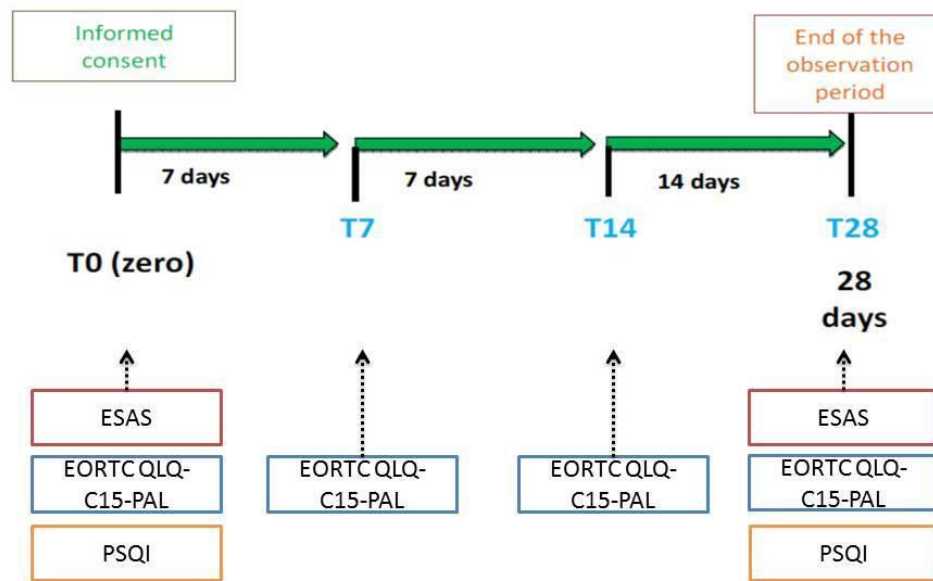 Informed
consent
End of the
observation
period
7 days
7 days
14 days
T7
T14
T28
T0 (zero)
28
days
ESAS
ESAS
EORTC QLQ-
C15-PAL
EORTC QLQ-
C15-PAL
EORTC QLQ-
C15-PAL
EORTC QLQ-
C15-PAL
PSQI
PSQI